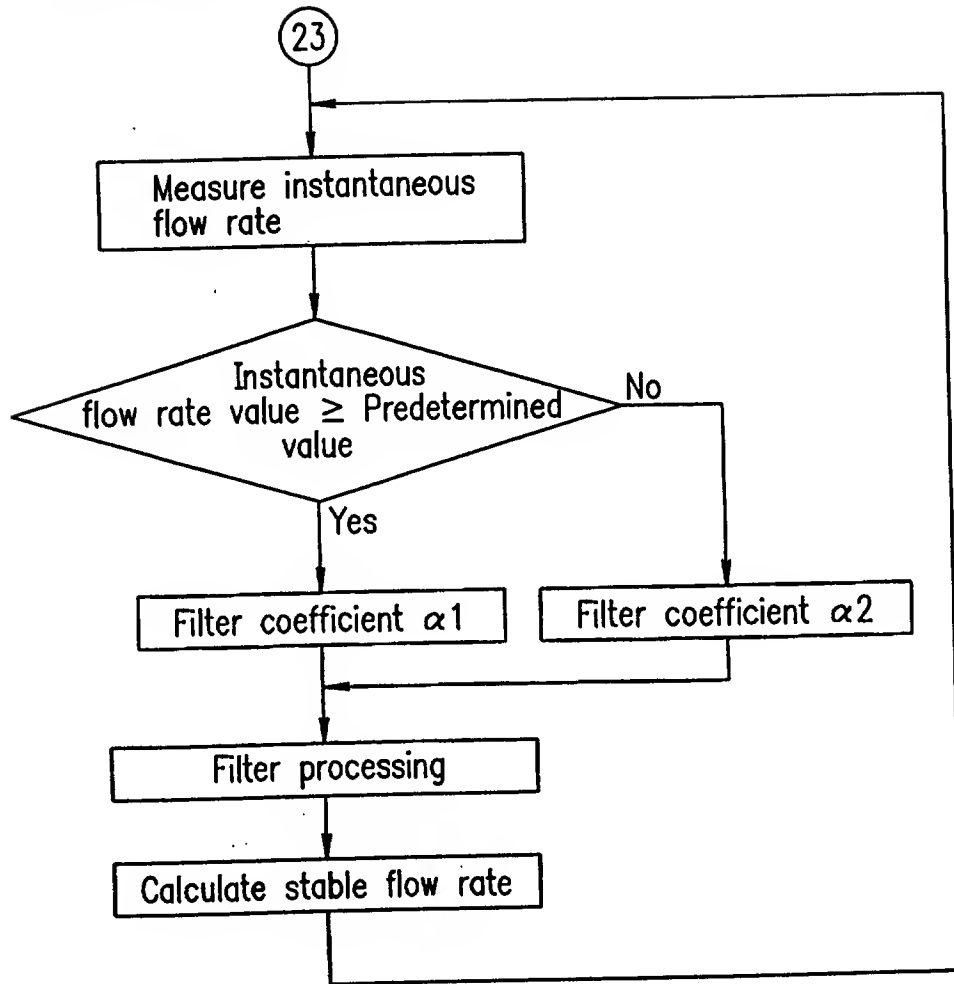 23
Measure instantaneous
flow rate
Instantaneous
flow rate value ≥ Predetermined
value
No
Yes
Filter coefficient α1
Filter coefficient α2
Filter processing
Calculate stable flow rate